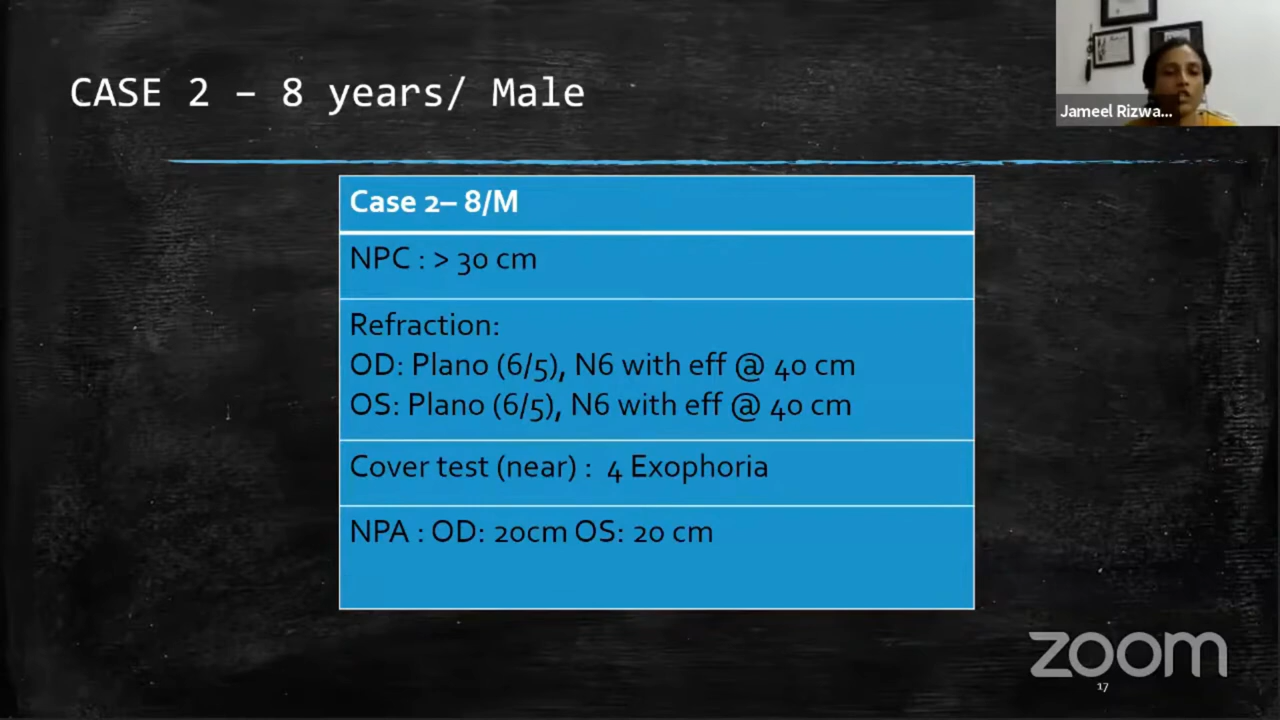 CASE 2 – 8 years/ Male
Jameel Rizwa...
Case 2– 8/M
NPC : > 30 cm
Refraction:
OD: Plano (6/5), N6 with eff @ 40 cm
OS: Plano (6/5), N6 with eff @ 40 cm
Cover test (near) :  4 Exophoria
NPA : OD: 20cm OS: 20 cm
zoom
17